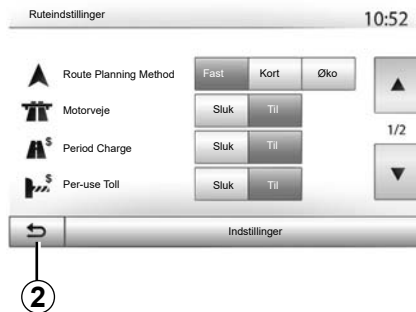 Ruteindstillinger 10:52
Route Planning Method Fast Kort Øko
Motorveje Sluk Til
1/2
Period Charge Sluk Til
Per-use Toll Sluk Til
Indstillinger
2